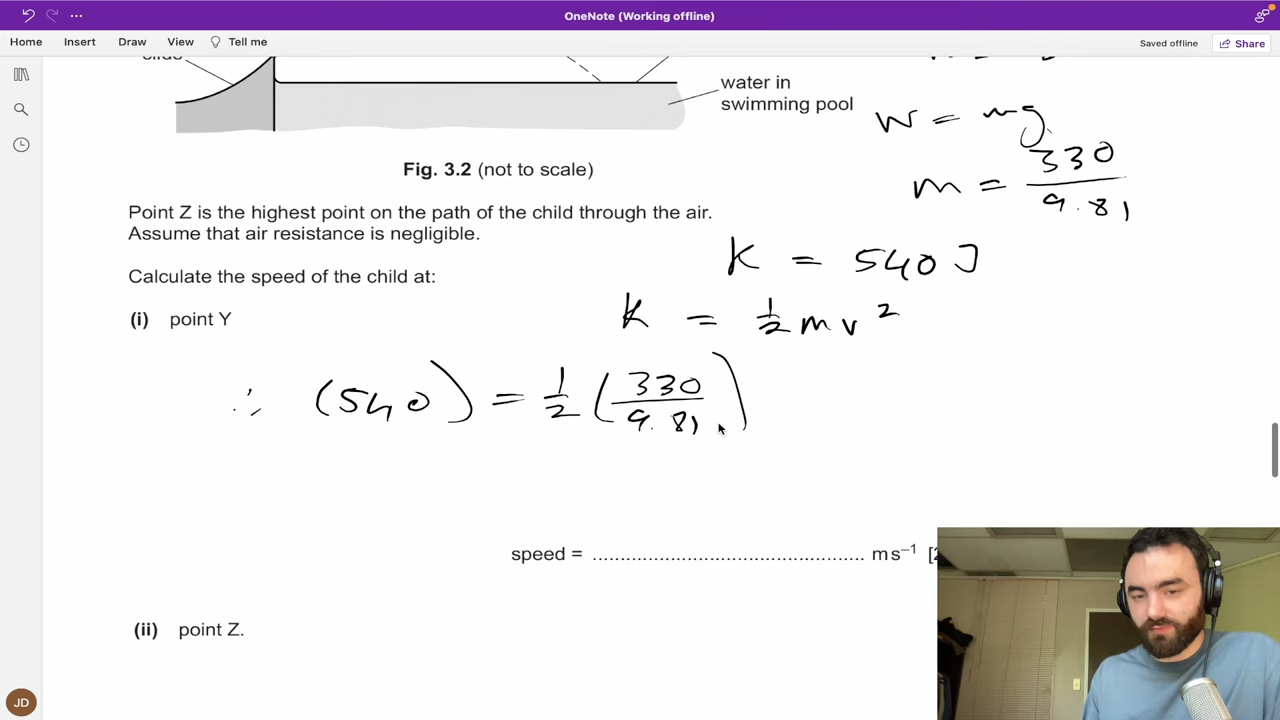 OneNote (Working offline)
Home Insert Draw View Tell me
Saved offline Share
water in
swimming pool
W = mg
m = 330 / 9.81
Fig. 3.2 (not to scale)
Point Z is the highest point on the path of the child through the air.
Assume that air resistance is negligible.
K = 540 J
Calculate the speed of the child at:
(i) point Y
K = 1/2 m v²
∴ (540) = 1/2 (330 / 9.81)
speed = ............................................. m s⁻¹ [
(ii) point Z.
JD